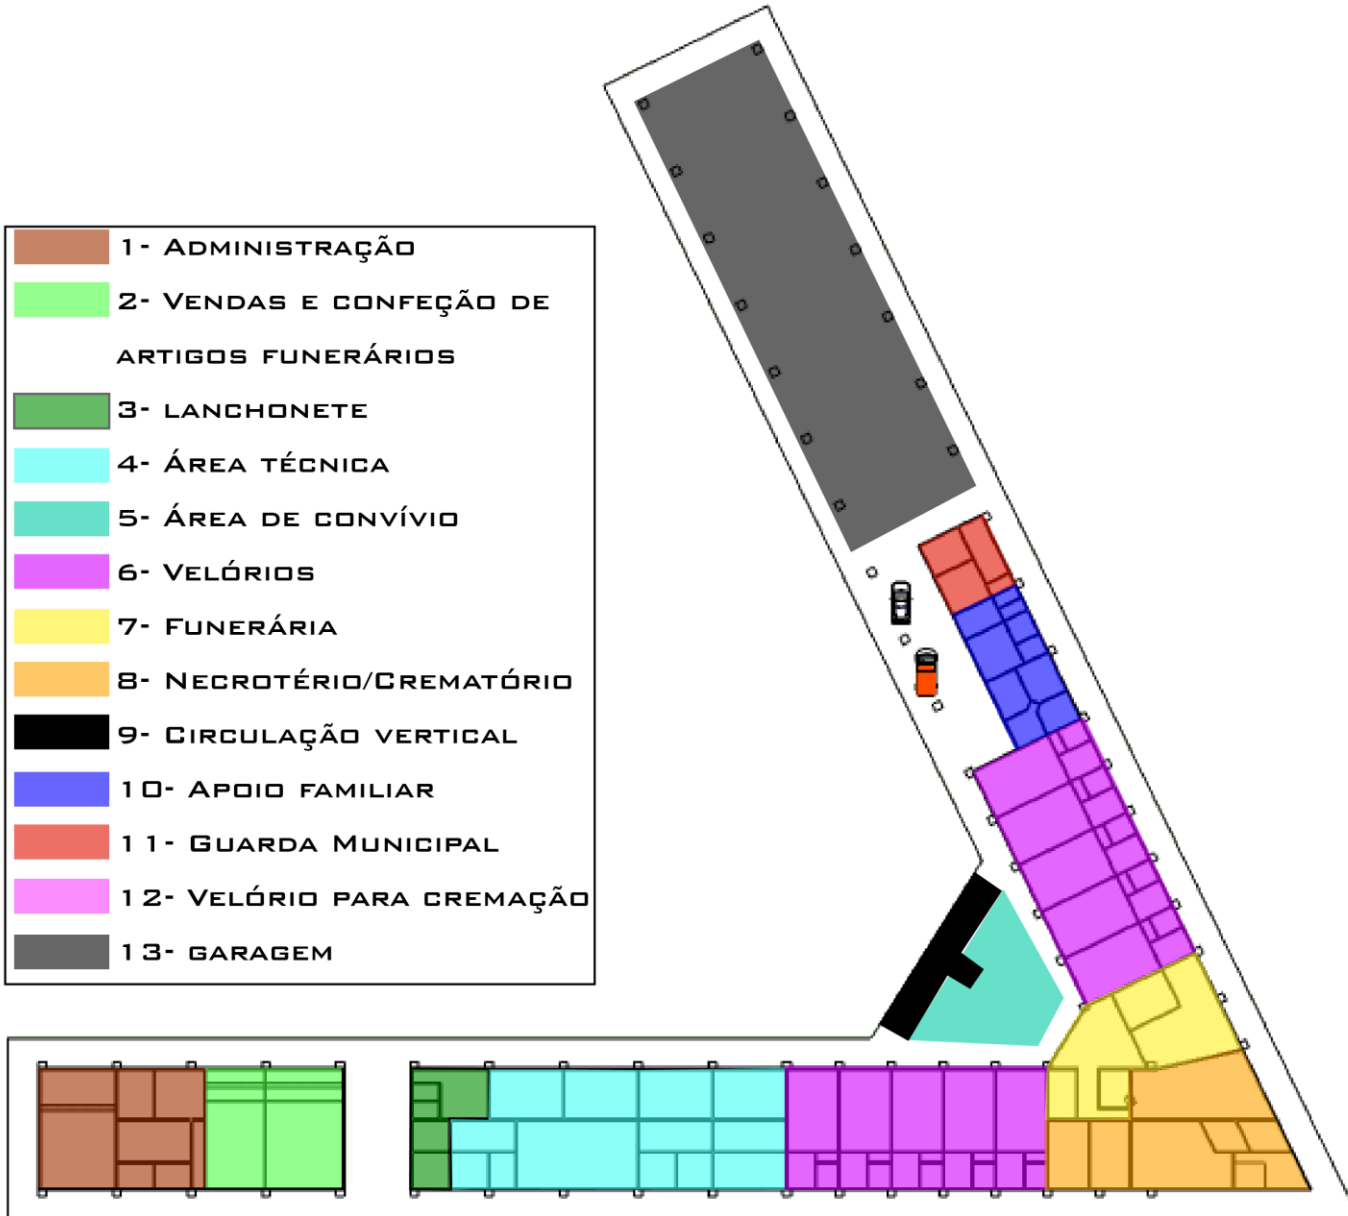 1- Administração
2- Vendas e confeção de
artigos funerários
3- lanchonete
4- Área técnica
5- Área de convívio
6- Velórios
7- Funerária
8- Necrotério/Crematório
9- Circulação vertical
10- Apoio familiar
11- Guarda Municipal
12- Velório para cremação
13- garagem